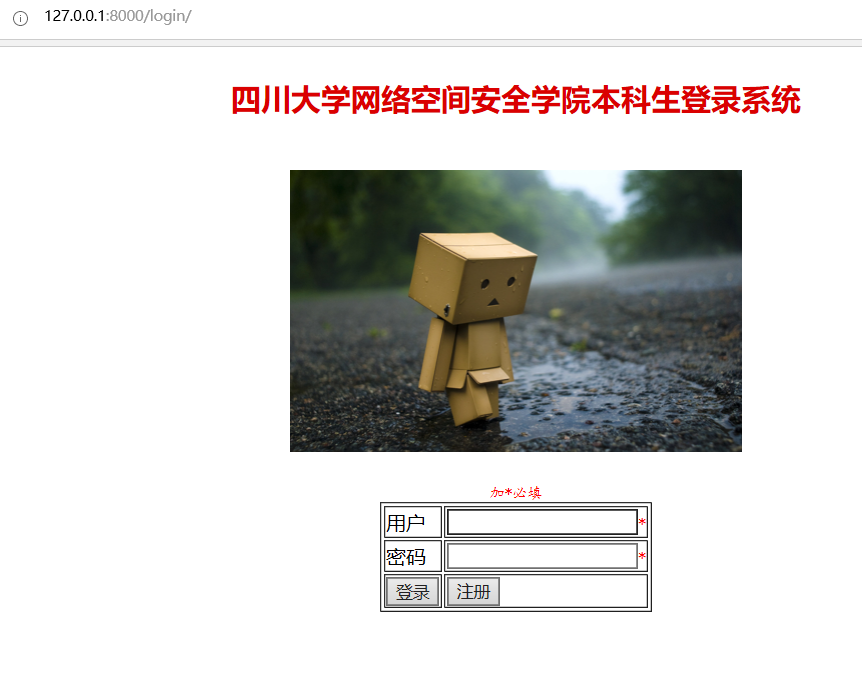 127.0.0.1:8000/login/
四川大学网络空间安全学院本科生登录系统
加*必填
用户 *
密码 *
登录 注册